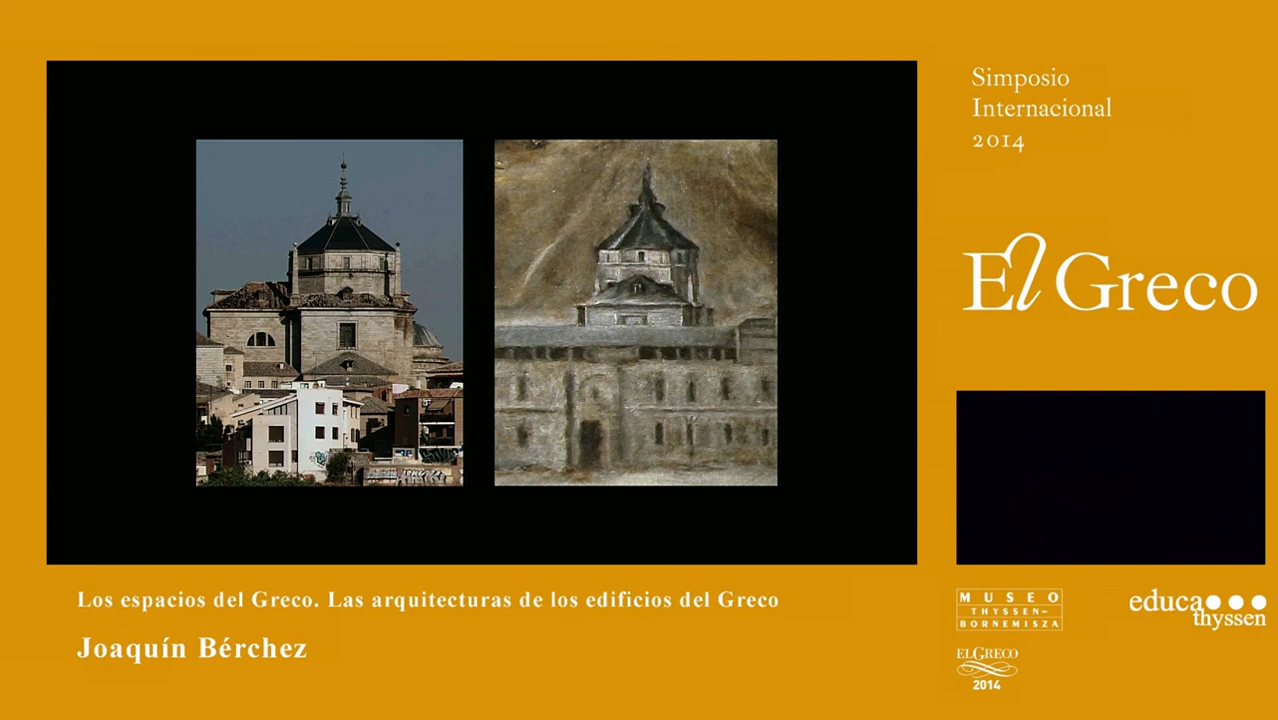 Simposio
Internacional
2014
El Greco
Los espacios del Greco. Las arquitecturas de los edificios del Greco
Joaquín Bérchez
MUSEO
THYSSEN-
BORNEMISZA
educa
thyssen
EL GRECO
2014